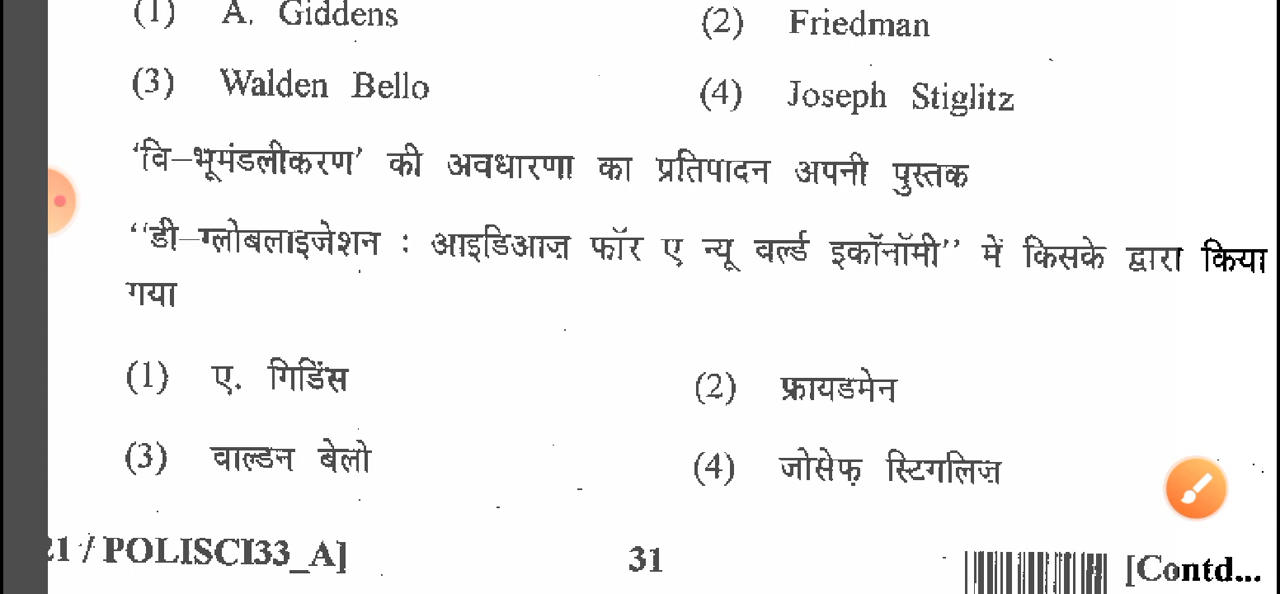 (1) A. Giddens (2) Friedman
(3) Walden Bello (4) Joseph Stiglitz
'वि–भूमंडलीकरण' की अवधारणा का प्रतिपादन अपनी पुस्तक
''डी–ग्लोबलाइजेशन : आइडिआज़ फॉर ए न्यू वर्ल्ड इकॉनॉमी'' में किसके द्वारा किया
गया
(1) ए. गिडिंस (2) फ्रायडमेन
(3) वाल्डन बेलो (4) जोसेफ़ स्टिगलिज़
21 / POLISCI33_A] 31 [Contd...